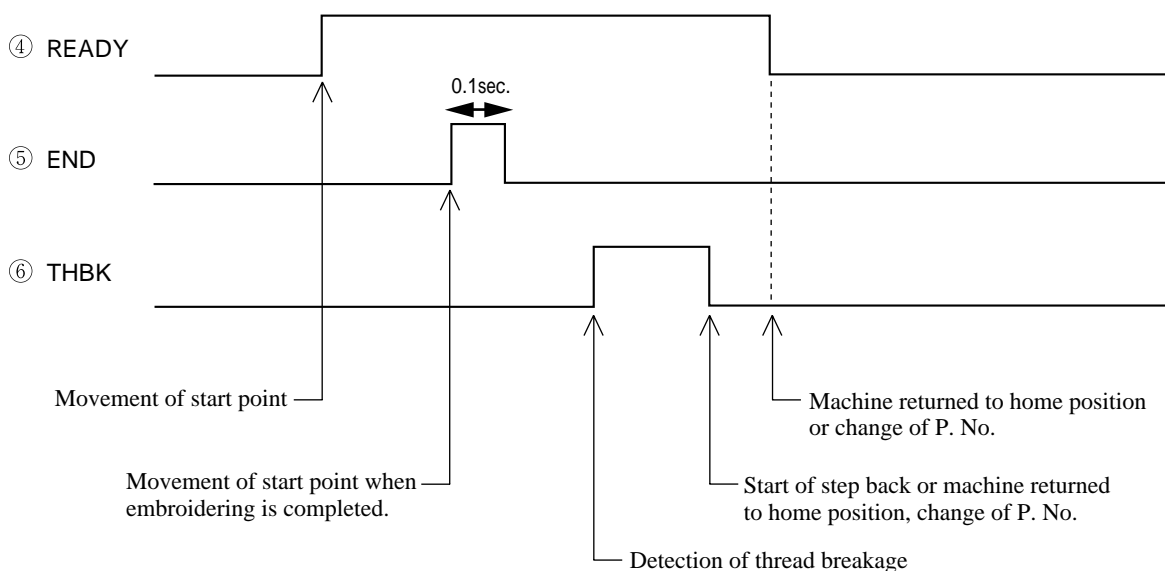 ④ READY
0.1sec.
⑤ END
⑥ THBK
Movement of start point
Machine returned to home position
or change of P. No.
Movement of start point when
embroidering is completed.
Start of step back or machine returned
to home position, change of P. No.
Detection of thread breakage